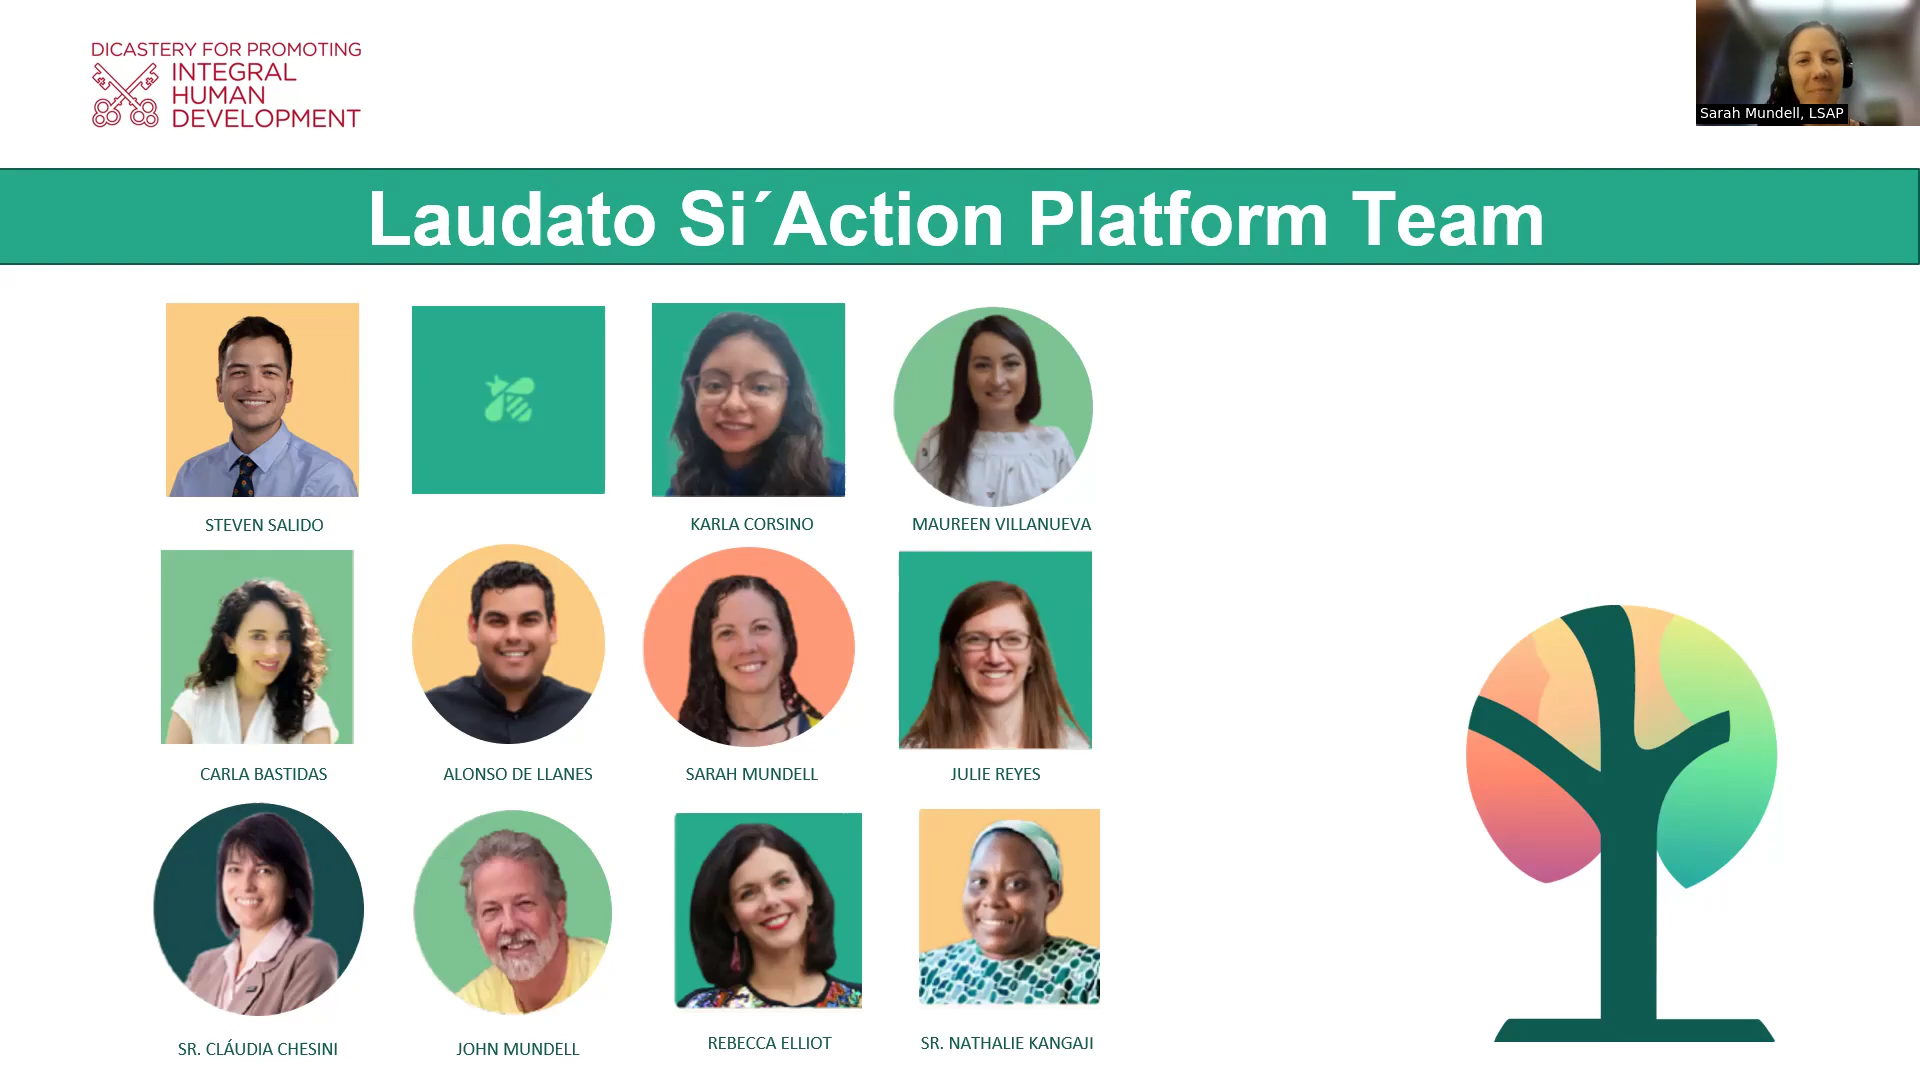 DICASTERY FOR PROMOTING
INTEGRAL
HUMAN
DEVELOPMENT
Sarah Mundell, LSAP
Laudato Si´Action Platform Team
STEVEN SALIDO
KARLA CORSINO
MAUREEN VILLANUEVA
CARLA BASTIDAS
ALONSO DE LLANES
SARAH MUNDELL
JULIE REYES
SR. CLÁUDIA CHESINI
JOHN MUNDELL
REBECCA ELLIOT
SR. NATHALIE KANGAJI